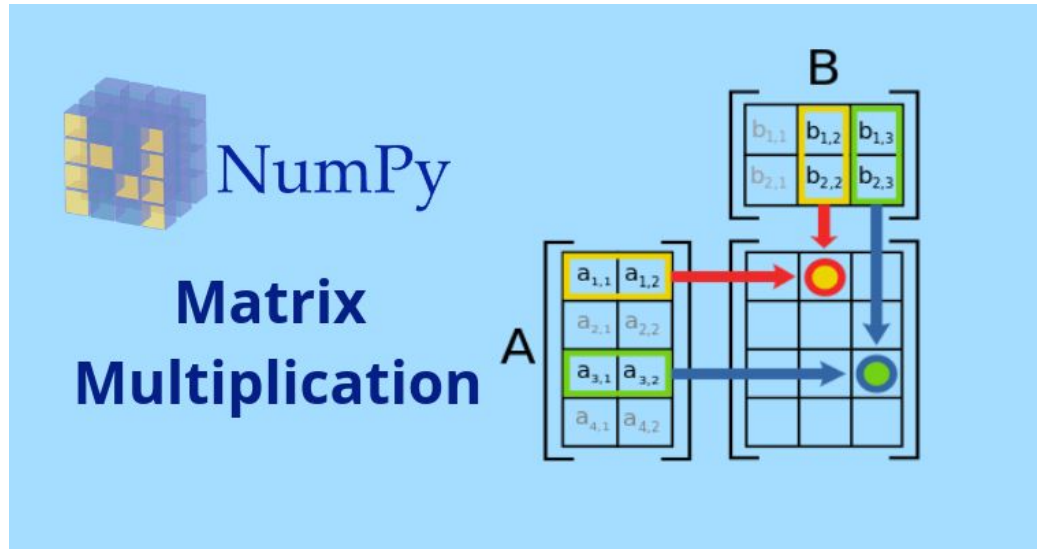 NumPy
Matrix
Multiplication
B
b1,1 b1,2 b1,3
b2,1 b2,2 b2,3
A
a1,1 a1,2
a2,1 a2,2
a3,1 a3,2
a4,1 a4,2